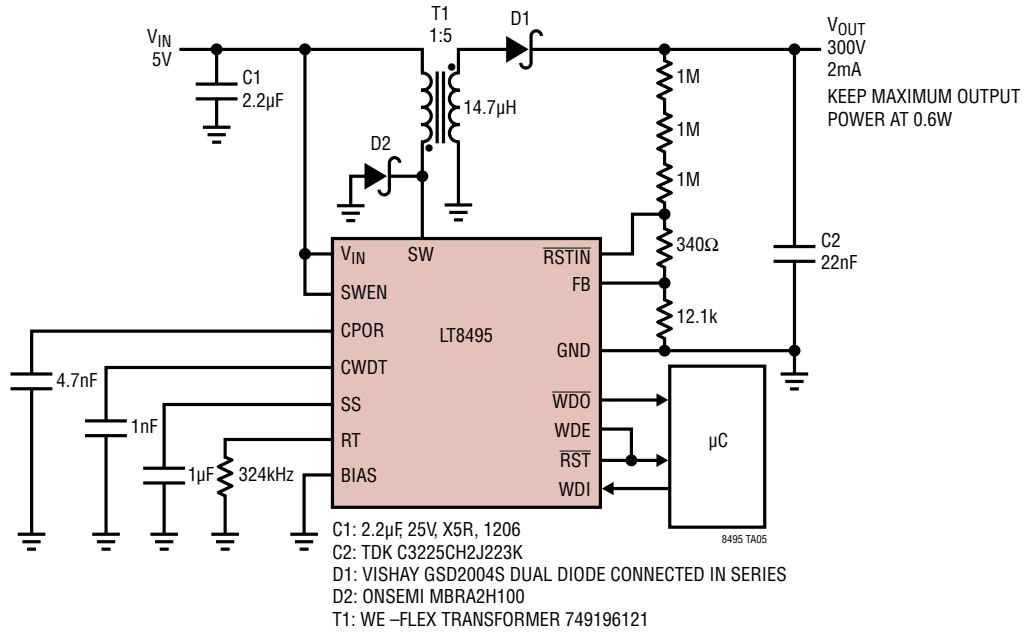 T1
1:5
D1
VIN
5V
VOUT
300V
2mA
KEEP MAXIMUM OUTPUT
POWER AT 0.6W
C1
2.2µF
14.7µH
1M
1M
1M
D2
340Ω
C2
22nF
12.1k
VIN
SW
RSTIN
SWEN
FB
CPOR
LT8495
GND
CWDT
4.7nF
SS
WDO
1nF
RT
WDE
µC
1µF
324kHz
BIAS
RST
WDI
8495 TA05
C1: 2.2µF, 25V, X5R, 1206
C2: TDK C3225CH2J223K
D1: VISHAY GSD2004S DUAL DIODE CONNECTED IN SERIES
D2: ONSEMI MBRA2H100
T1: WE –FLEX TRANSFORMER 749196121